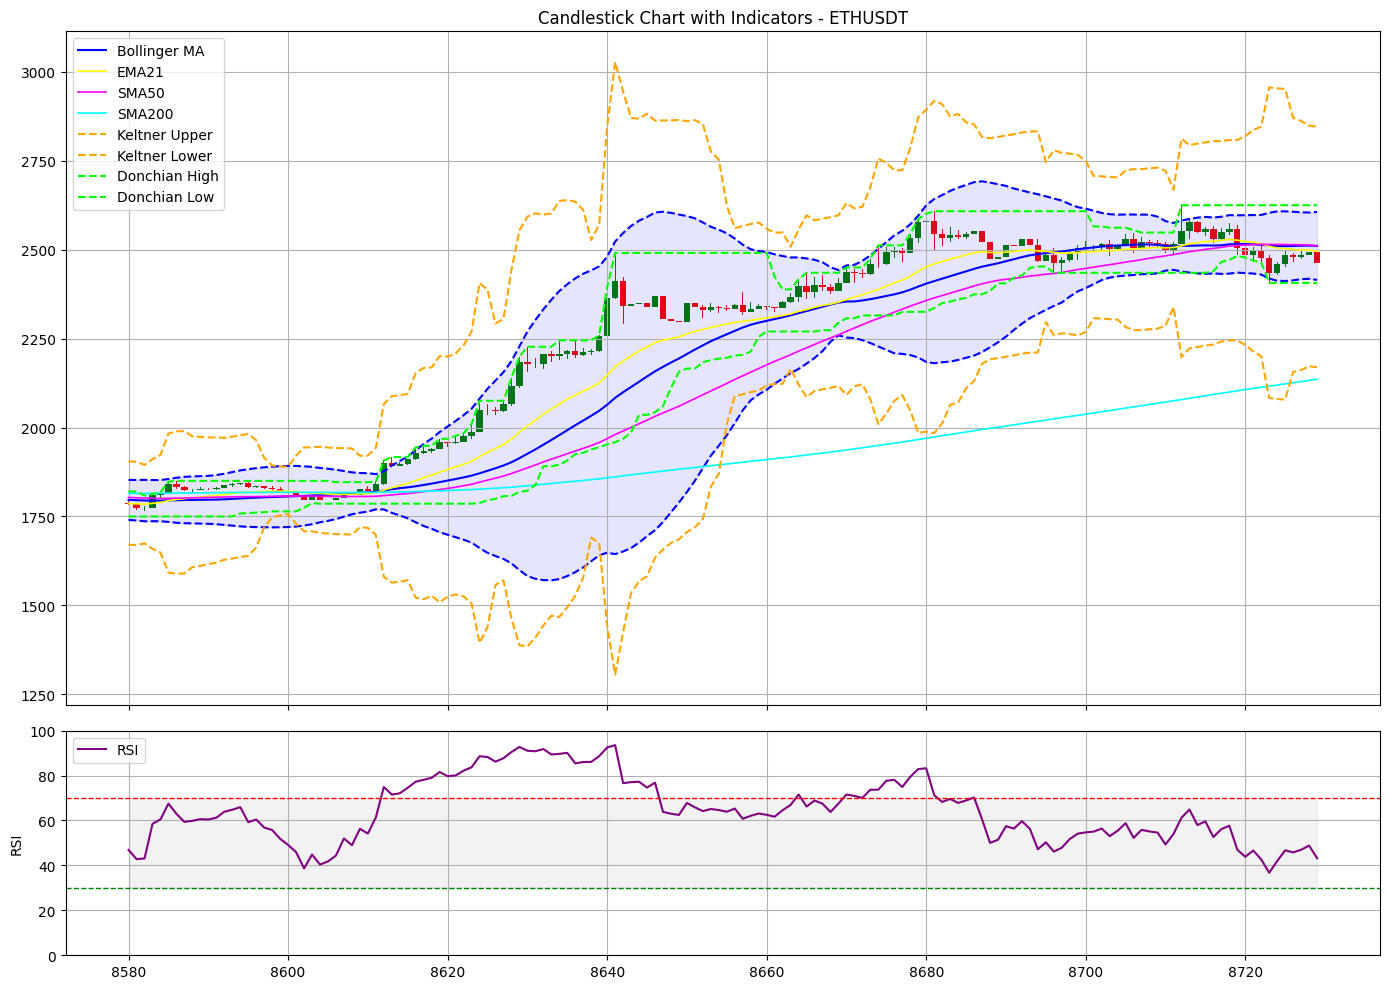 Candlestick Chart with Indicators - ETHUSDT
Bollinger MA
EMA21
SMA50
SMA200
Keltner Upper
Keltner Lower
Donchian High
Donchian Low
3000
2750
2500
2250
2000
1750
1500
1250
RSI
100
80
60
40
20
0
RSI
8580 8600 8620 8640 8660 8680 8700 8720